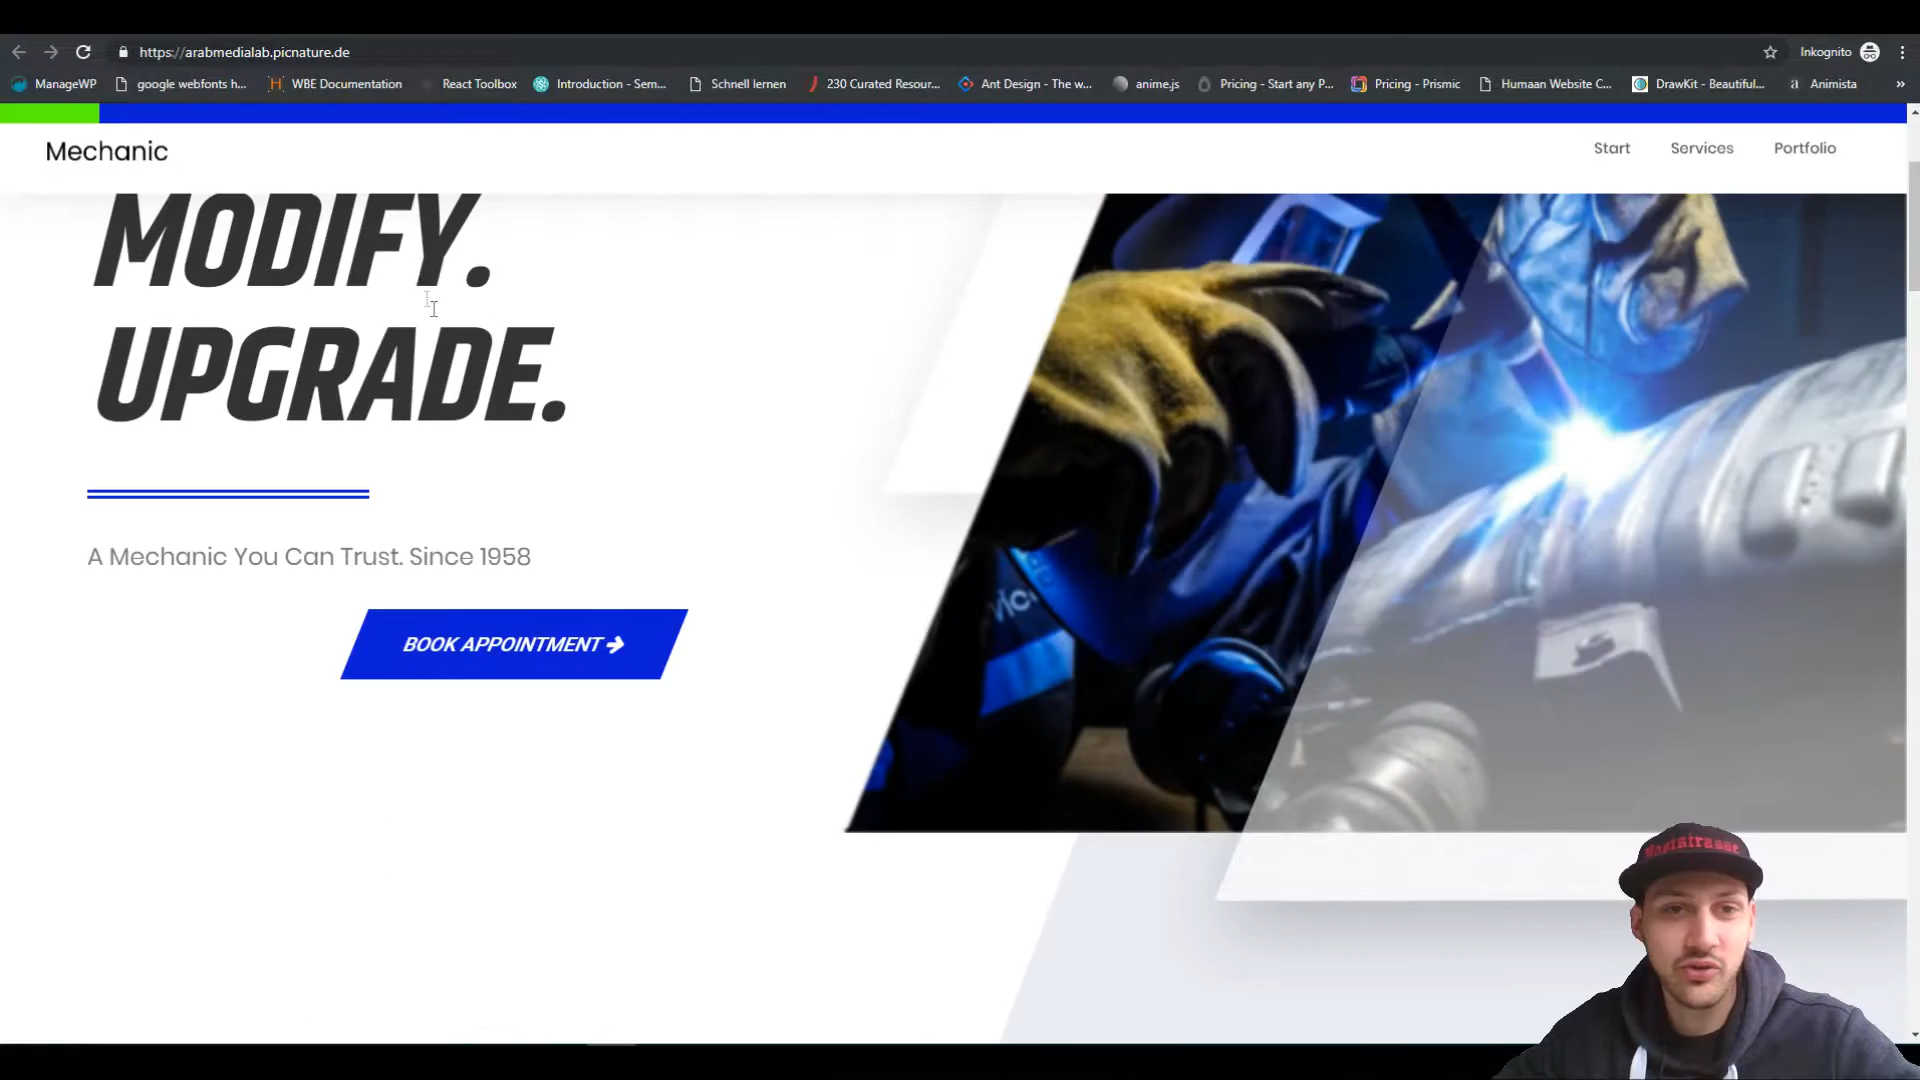 https://arabmedialab.picnature.de
Inkognito
ManageWP
google webfonts h...
WBE Documentation
React Toolbox
Introduction - Sem...
Schnell lernen
230 Curated Resour...
Ant Design - The w...
anime.js
Pricing - Start any P...
Pricing - Prismic
Humaan Website C...
DrawKit - Beautiful...
Animista
Mechanic
Start
Services
Portfolio
MODIFY.
UPGRADE.
A Mechanic You Can Trust. Since 1958
BOOK APPOINTMENT